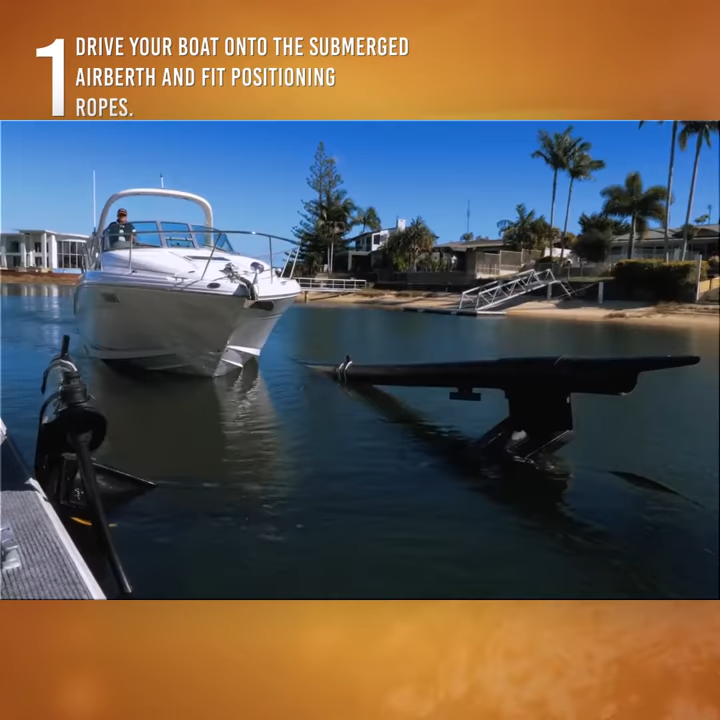 1 DRIVE YOUR BOAT ONTO THE SUBMERGED
AIRBERTH AND FIT POSITIONING
ROPES.